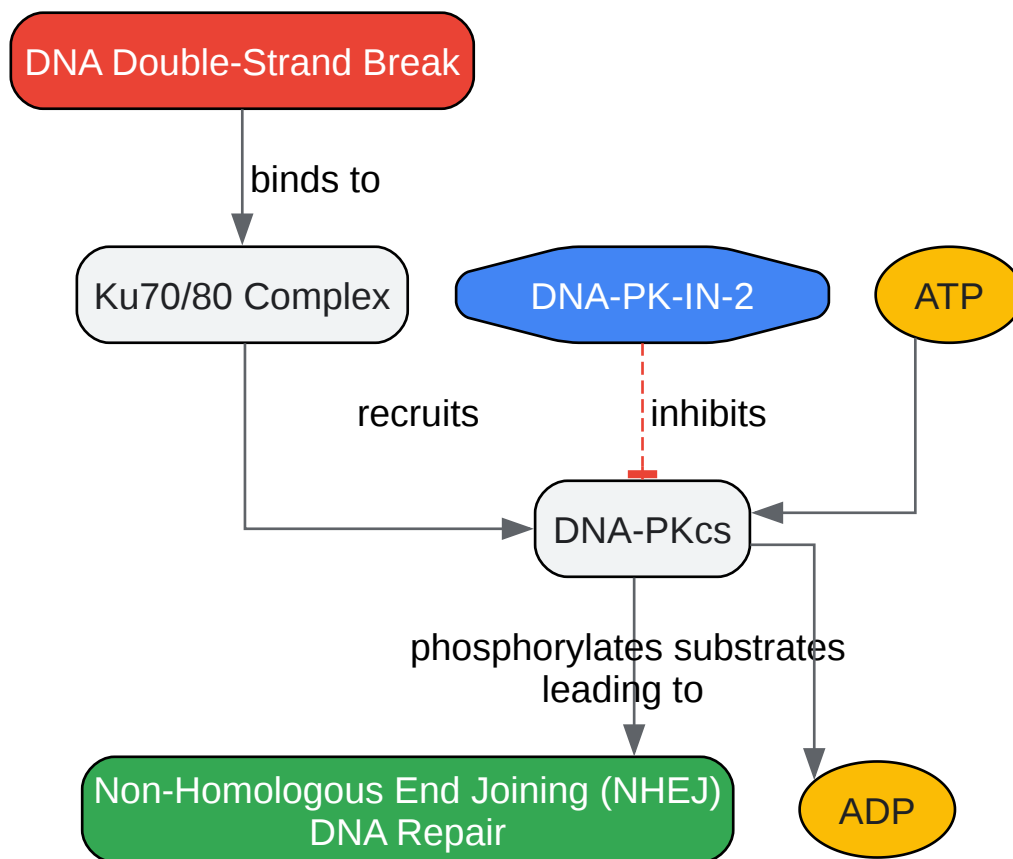 DNA Double-Strand Break
binds to
Ku70/80 Complex
DNA-PK-IN-2
ATP
recruits
inhibits
DNA-PKcs
phosphorylates substrates
leading to
Non-Homologous End Joining (NHEJ)
DNA Repair
ADP